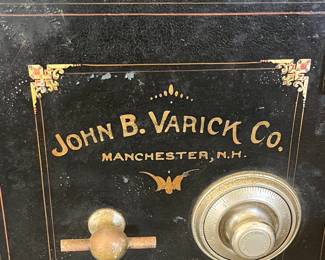 JOHN B. VARICK CO.
MANCHESTER, N.H.